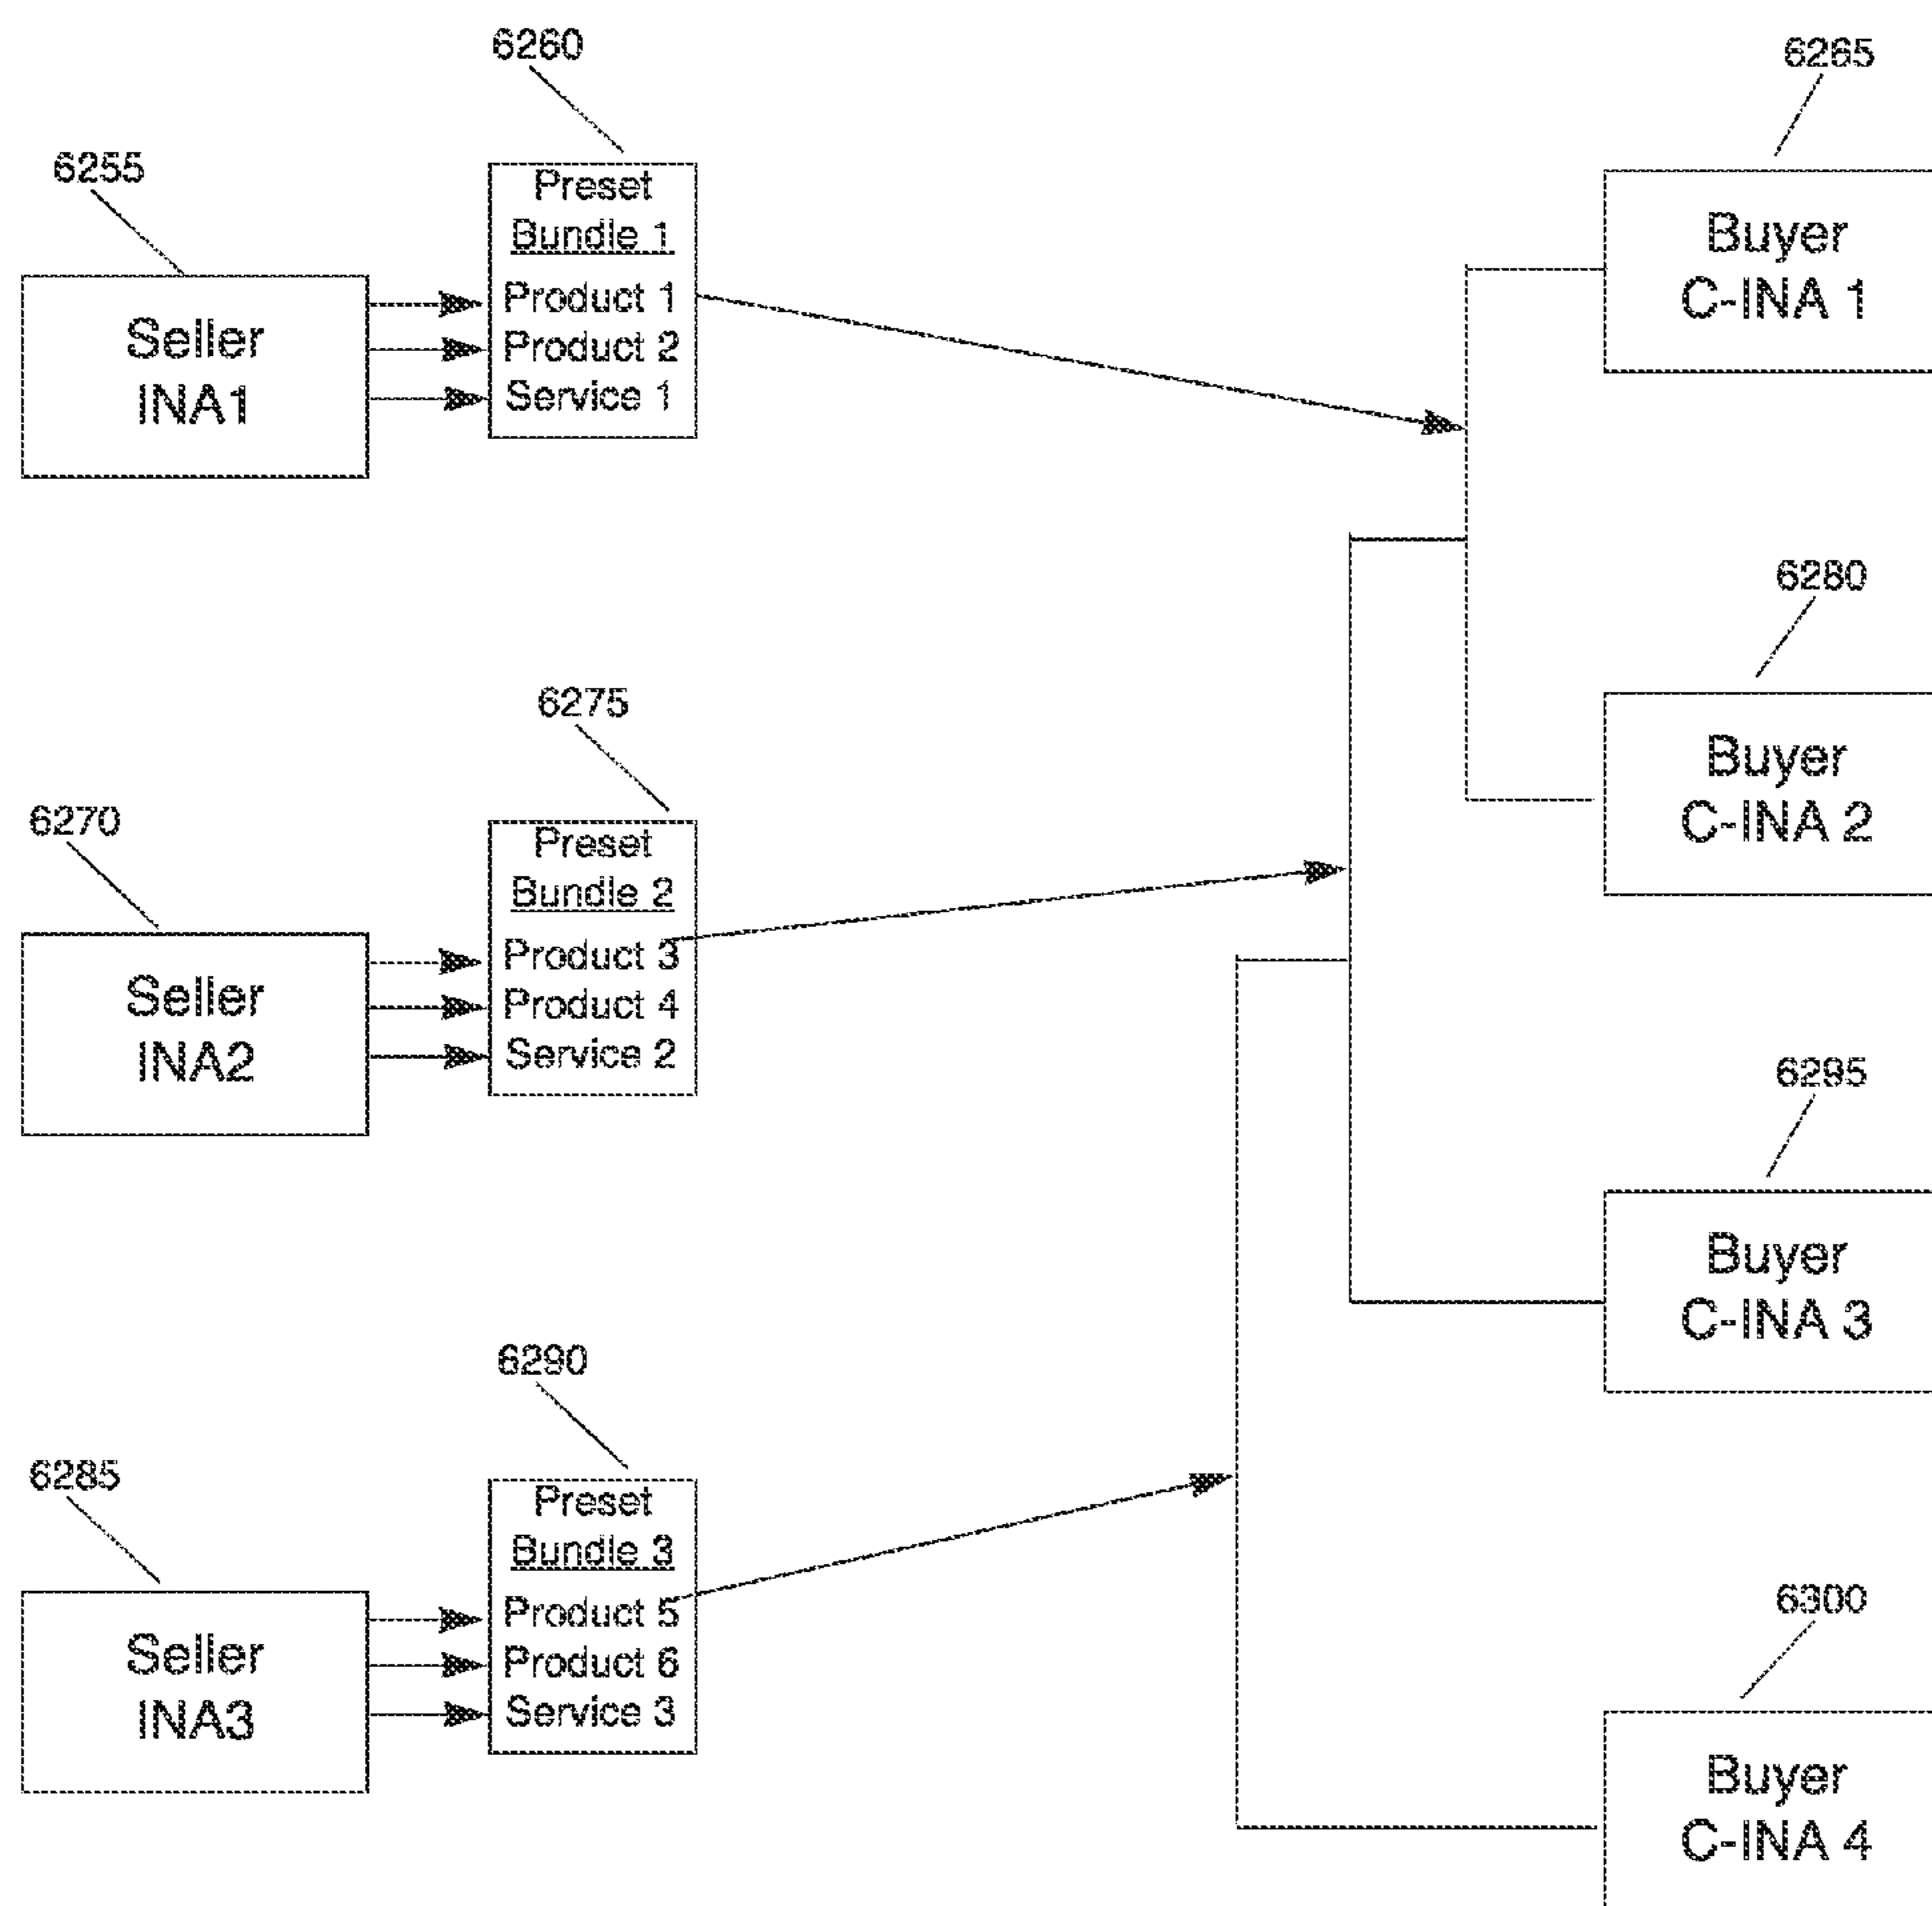 6260
6265
6255
Preset
Bundle 1
Product 1
Product 2
Service 1
Seller
INA1
Buyer
C-INA 1
6280
6275
Buyer
C-INA 2
6270
Preset
Bundle 2
Product 3
Product 4
Service 2
Seller
INA2
6295
Buyer
C-INA 3
6290
6285
Preset
Bundle 3
Product 5
Product 6
Service 3
Seller
INA3
6300
Buyer
C-INA 4